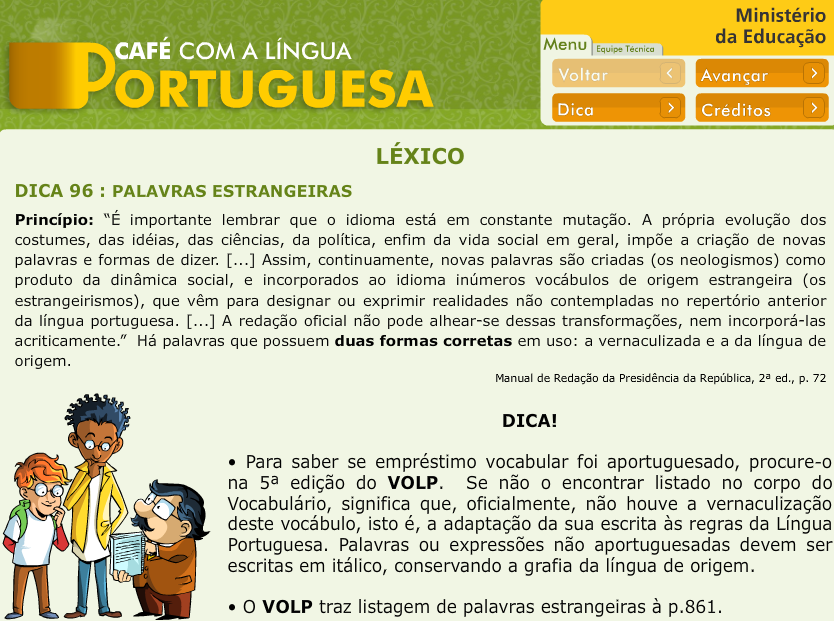 Ministério
da Educação
CAFÉ COM A LÍNGUA
PORTUGUESA
Menu
Equipe Técnica
Voltar
Avançar
Dica
Créditos
LÉXICO
DICA 96 : PALAVRAS ESTRANGEIRAS
Princípio: “É importante lembrar que o idioma está em constante mutação. A própria evolução dos
costumes, das idéias, das ciências, da política, enfim da vida social em geral, impõe a criação de novas
palavras e formas de dizer. [...] Assim, continuamente, novas palavras são criadas (os neologismos) como
produto da dinâmica social, e incorporados ao idioma inúmeros vocábulos de origem estrangeira (os
estrangeirismos), que vêm para designar ou exprimir realidades não contempladas no repertório anterior
da língua portuguesa. [...] A redação oficial não pode alhear-se dessas transformações, nem incorporá-las
acriticamente.” Há palavras que possuem duas formas corretas em uso: a vernaculizada e a da língua de
origem.
Manual de Redação da Presidência da República, 2ª ed., p. 72
DICA!
• Para saber se empréstimo vocabular foi aportuguesado, procure-o
na 5ª edição do VOLP. Se não o encontrar listado no corpo do
Vocabulário, significa que, oficialmente, não houve a vernaculização
deste vocábulo, isto é, a adaptação da sua escrita às regras da Língua
Portuguesa. Palavras ou expressões não aportuguesadas devem ser
escritas em itálico, conservando a grafia da língua de origem.
• O VOLP traz listagem de palavras estrangeiras à p.861.